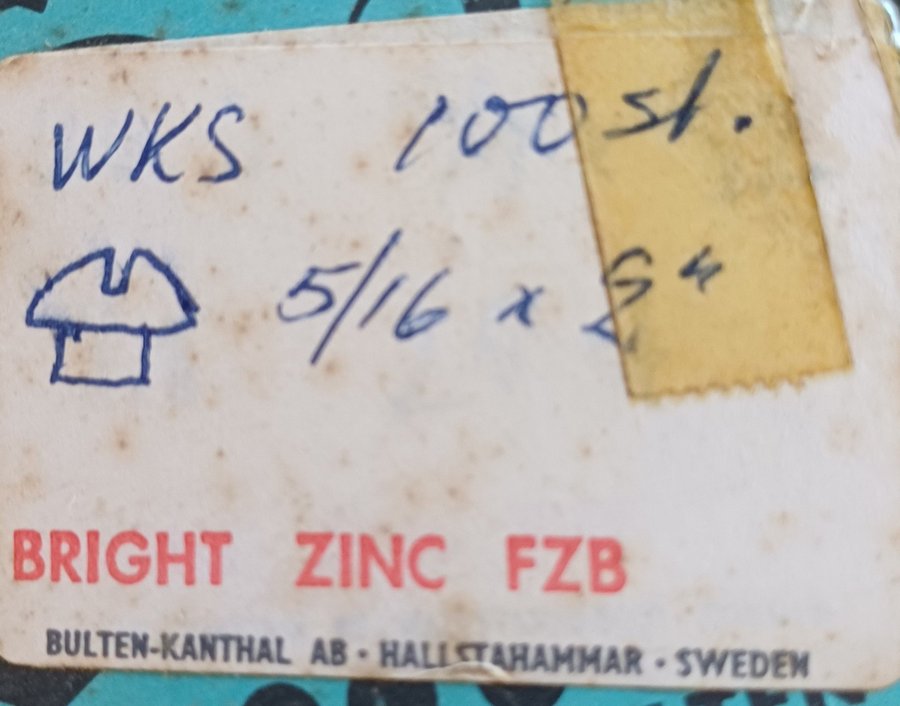 WKS 100 st.
5/16 x 2"
BRIGHT ZINC FZB
BULTEN-KANTHAL AB · HALLSTAHAMMAR · SWEDEN